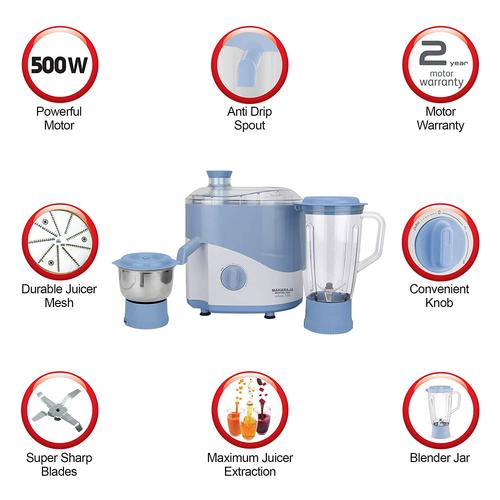 500W
Powerful
Motor
Anti Drip
Spout
2 year
motor
warranty
Motor
Warranty
MAHARAJA
Durable Juicer
Mesh
Convenient
Knob
Super Sharp
Blades
Maximum Juicer
Extraction
Blender Jar